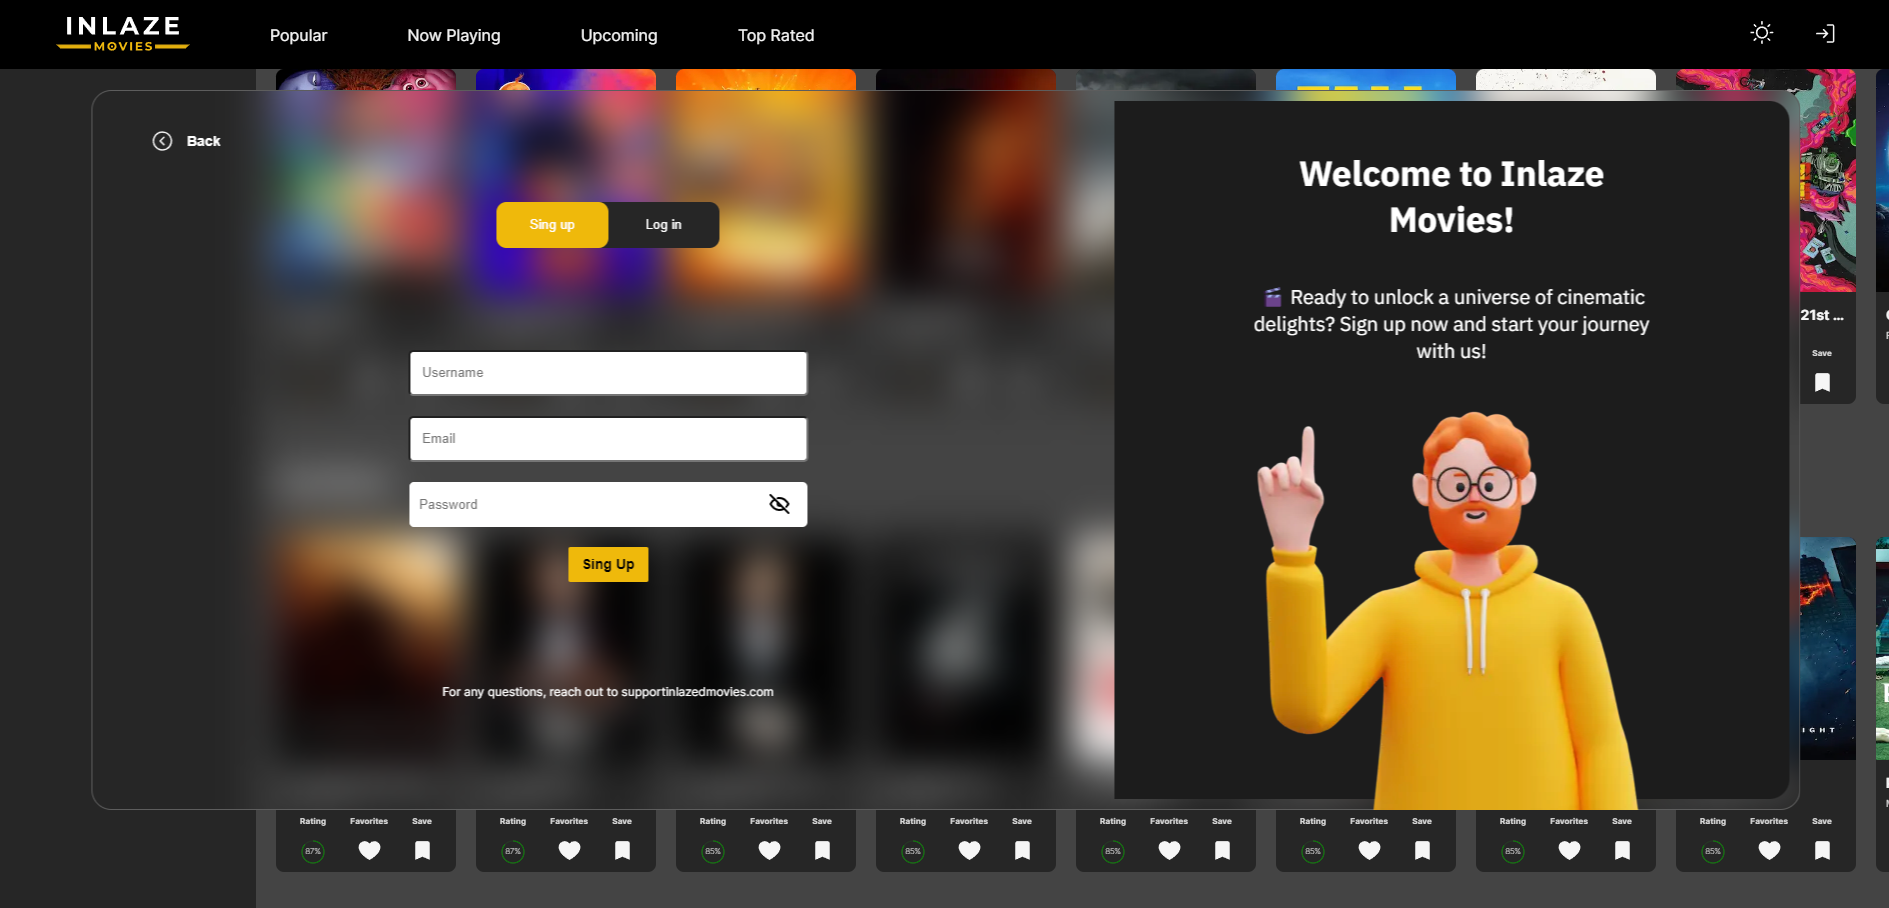 INLAZE
MOVIES
Popular
Now Playing
Upcoming
Top Rated
Back
Sing up
Log in
Username
Email
Password
Sing Up
For any questions, reach out to supportinlazedmovies.com
Welcome to Inlaze
Movies!
🎬 Ready to unlock a universe of cinematic
delights? Sign up now and start your journey
with us!
21st ...
Save
IGHT
Rating Favorites Save
87%
Rating Favorites Save
87%
Rating Favorites Save
85%
Rating Favorites Save
85%
Rating Favorites Save
85%
Rating Favorites Save
85%
Rating Favorites Save
85%
Rating Favorites Save
85%